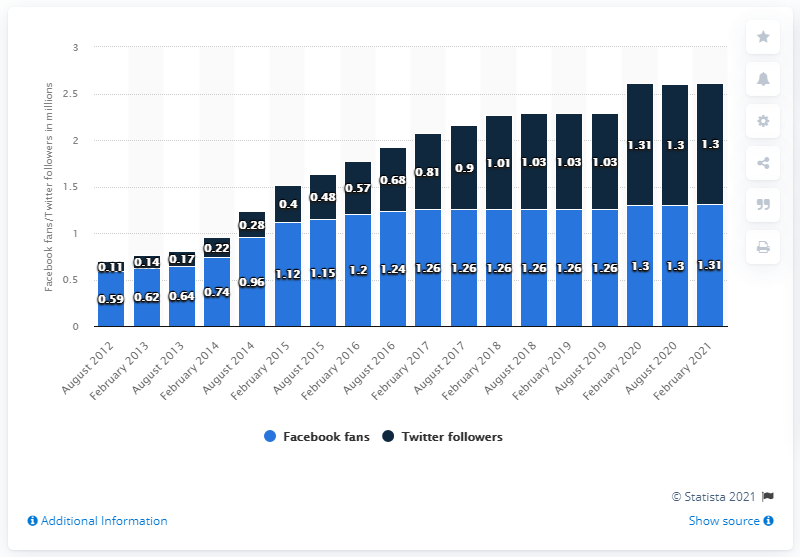 Facebook fans/Twitter followers in millions
3
2.5
2
1.5
1
0.5
0
0.11 0.14 0.17 0.22 0.28 0.4 0.48 0.57 0.68 0.81 0.9 1.01 1.03 1.03 1.03 1.31 1.3 1.3
0.59 0.62 0.64 0.74 0.96 1.12 1.15 1.2 1.24 1.26 1.26 1.26 1.26 1.26 1.26 1.3 1.3 1.31
August 2012
February 2013
August 2013
February 2014
August 2014
February 2015
August 2015
February 2016
August 2016
February 2017
August 2017
February 2018
August 2018
February 2019
August 2019
February 2020
August 2020
February 2021
Facebook fans Twitter followers
© Statista 2021
Additional Information
Show source